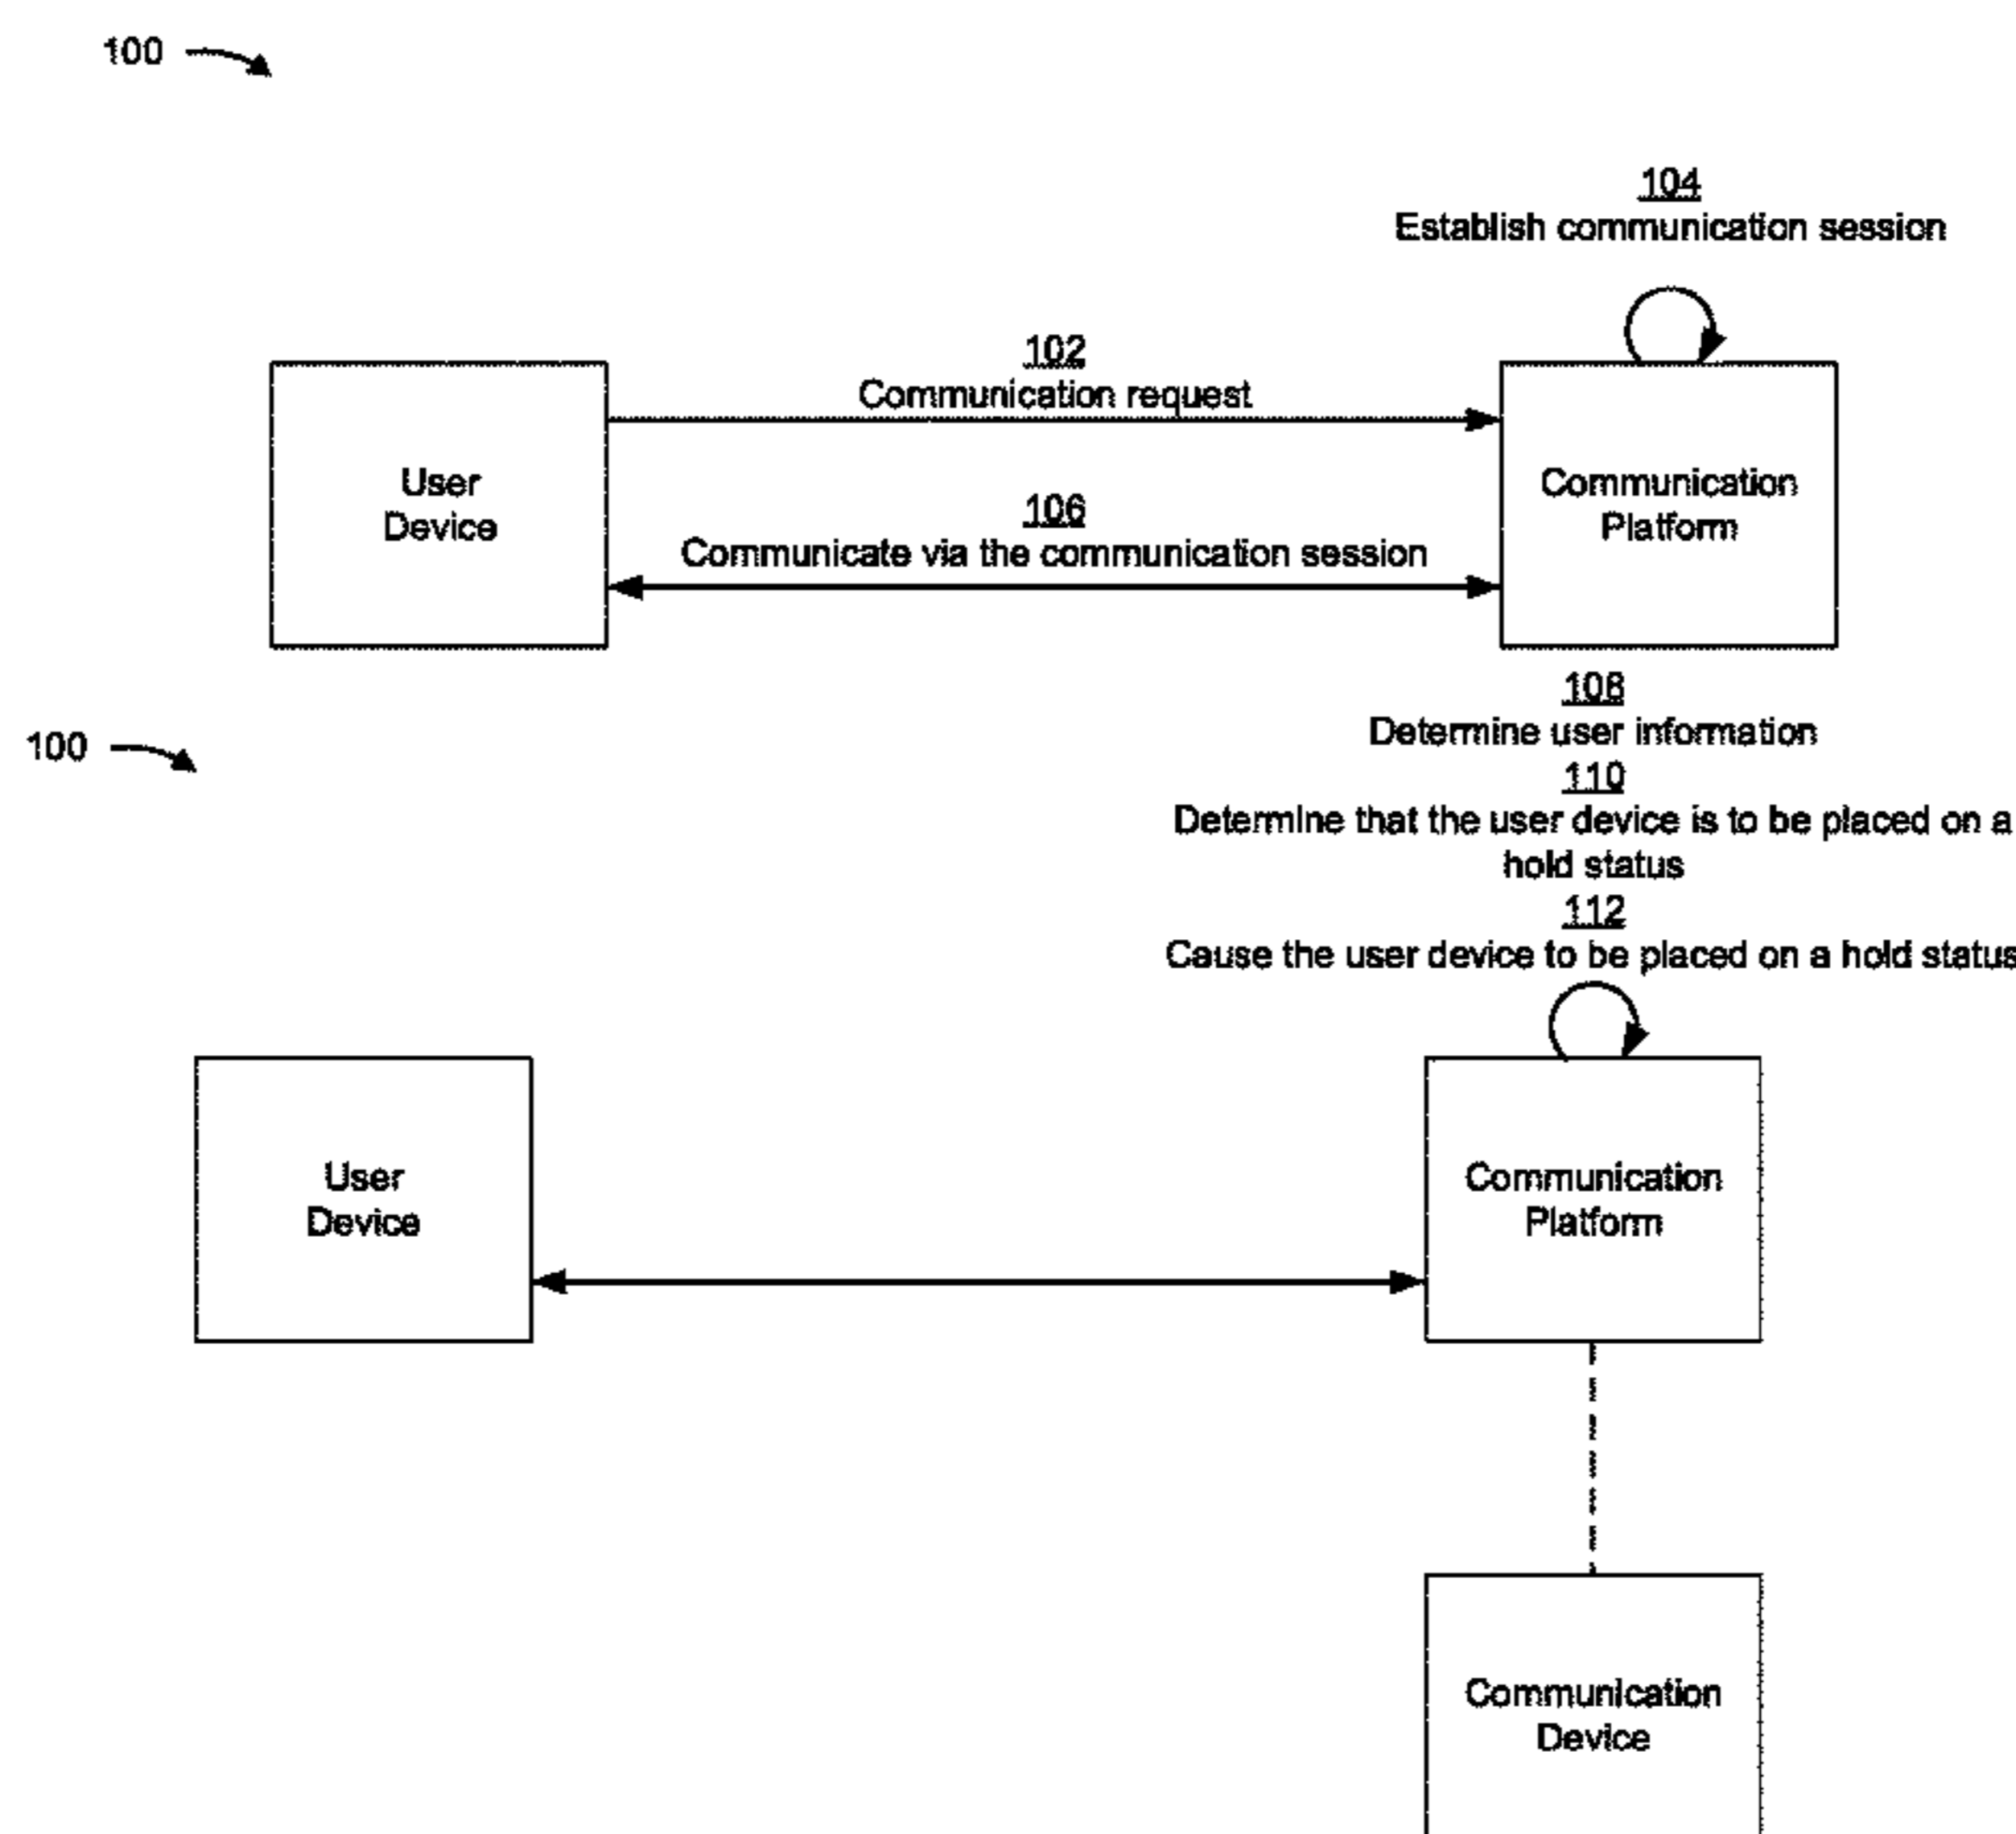 100
104
Establish communication session
102
Communication request
User
Device
106
Communicate via the communication session
Communication
Platform
100
108
Determine user information
110
Determine that the user device is to be placed on a
hold status
112
Cause the user device to be placed on a hold status
User
Device
Communication
Platform
Communication
Device